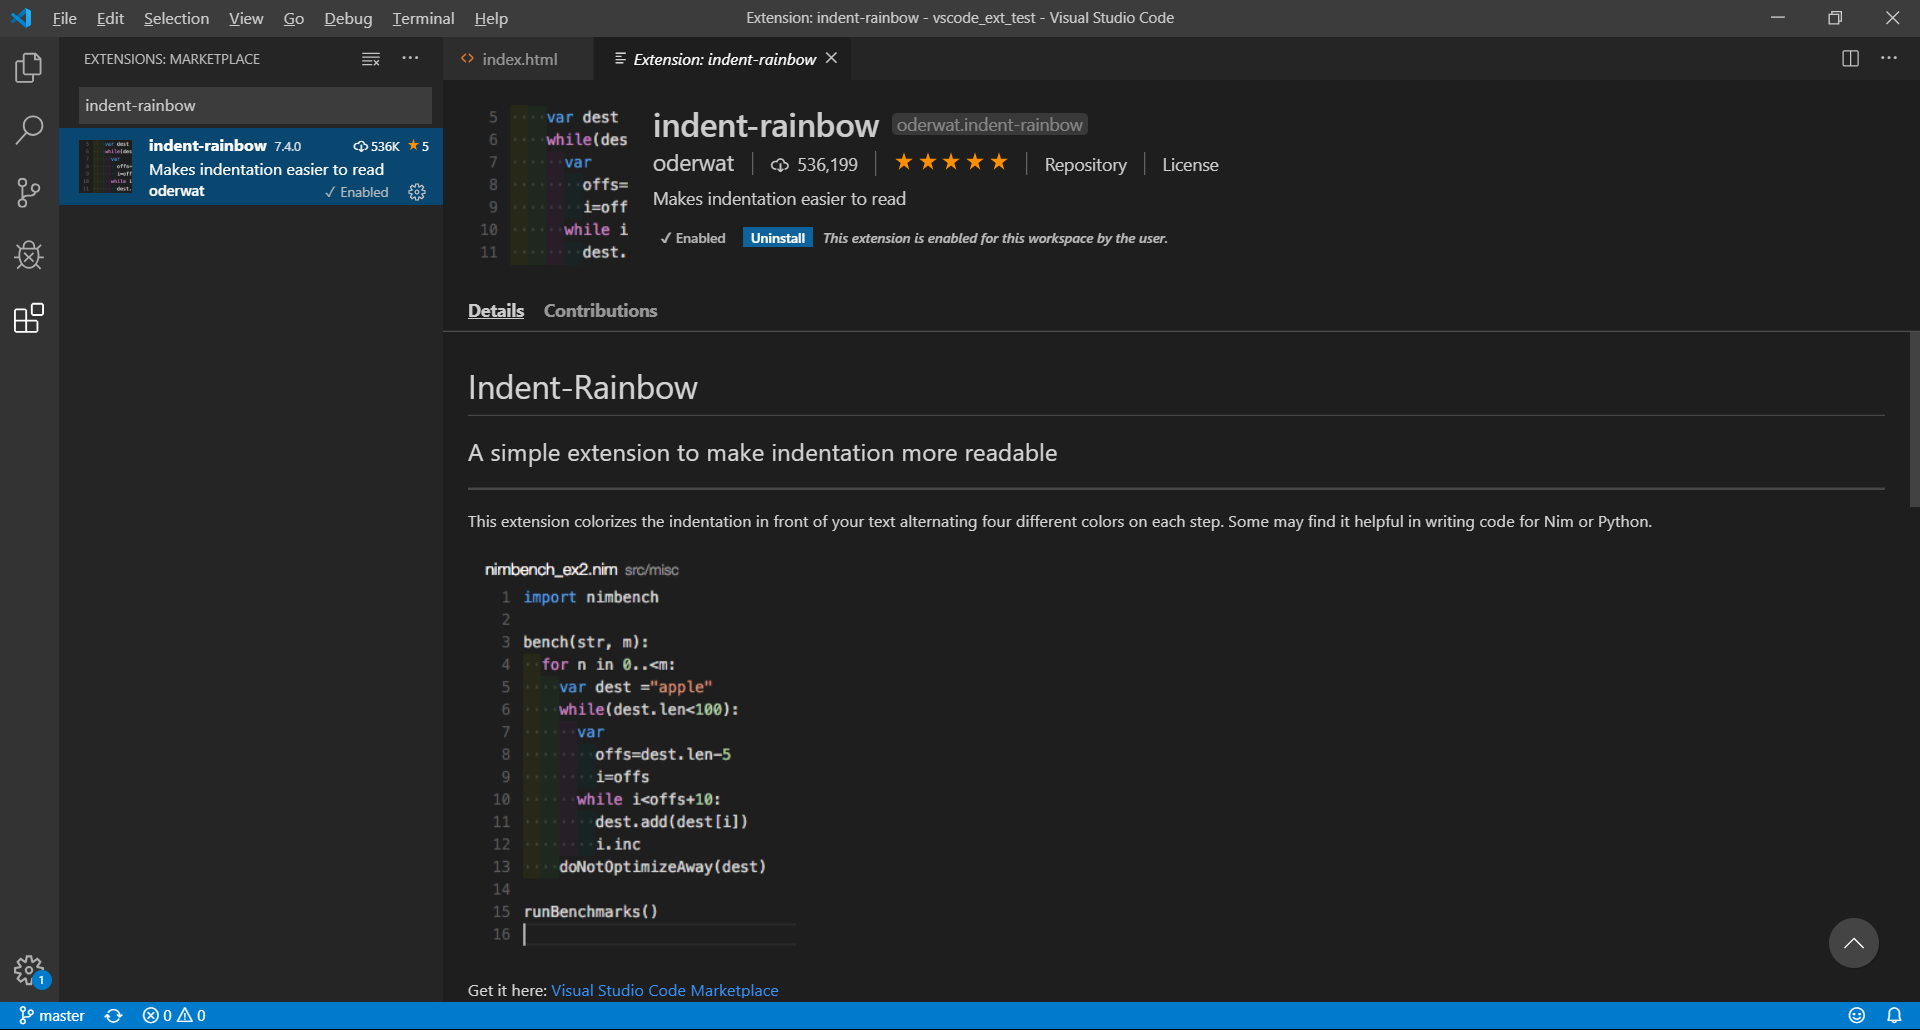 File Edit Selection View Go Debug Terminal Help
Extension: indent-rainbow - vscode_ext_test - Visual Studio Code
EXTENSIONS: MARKETPLACE
indent-rainbow
indent-rainbow 7.4.0 536K 5
Makes indentation easier to read
oderwat Enabled
index.html
Extension: indent-rainbow
5 var dest
6 while(des
7 var
8 offs=
9 i=off
10 while i
11 dest.
indent-rainbow oderwat.indent-rainbow
oderwat 536,199 Repository License
Makes indentation easier to read
Enabled Uninstall This extension is enabled for this workspace by the user.
Details Contributions
Indent-Rainbow
A simple extension to make indentation more readable
This extension colorizes the indentation in front of your text alternating four different colors on each step. Some may find it helpful in writing code for Nim or Python.
nimbench_ex2.nim src/misc
1 import nimbench
2
3 bench(str, m):
4 for n in 0..<m:
5 var dest ="apple"
6 while(dest.len<100):
7 var
8 offs=dest.len-5
9 i=offs
10 while i<offs+10:
11 dest.add(dest[i])
12 i.inc
13 doNotOptimizeAway(dest)
14
15 runBenchmarks()
16
Get it here: Visual Studio Code Marketplace
1
master 0 0